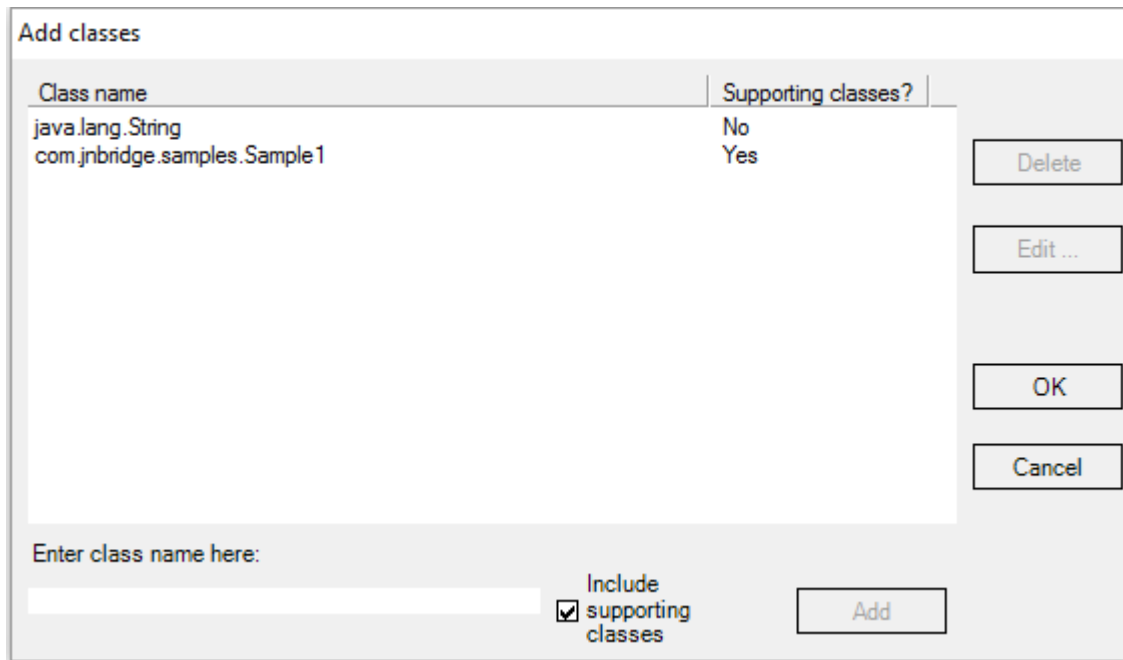 Add classes
Class name Supporting classes?
java.lang.String No
com.jnbridge.samples.Sample1 Yes
Delete
Edit ...
OK
Cancel
Enter class name here:
Include
supporting
classes
Add